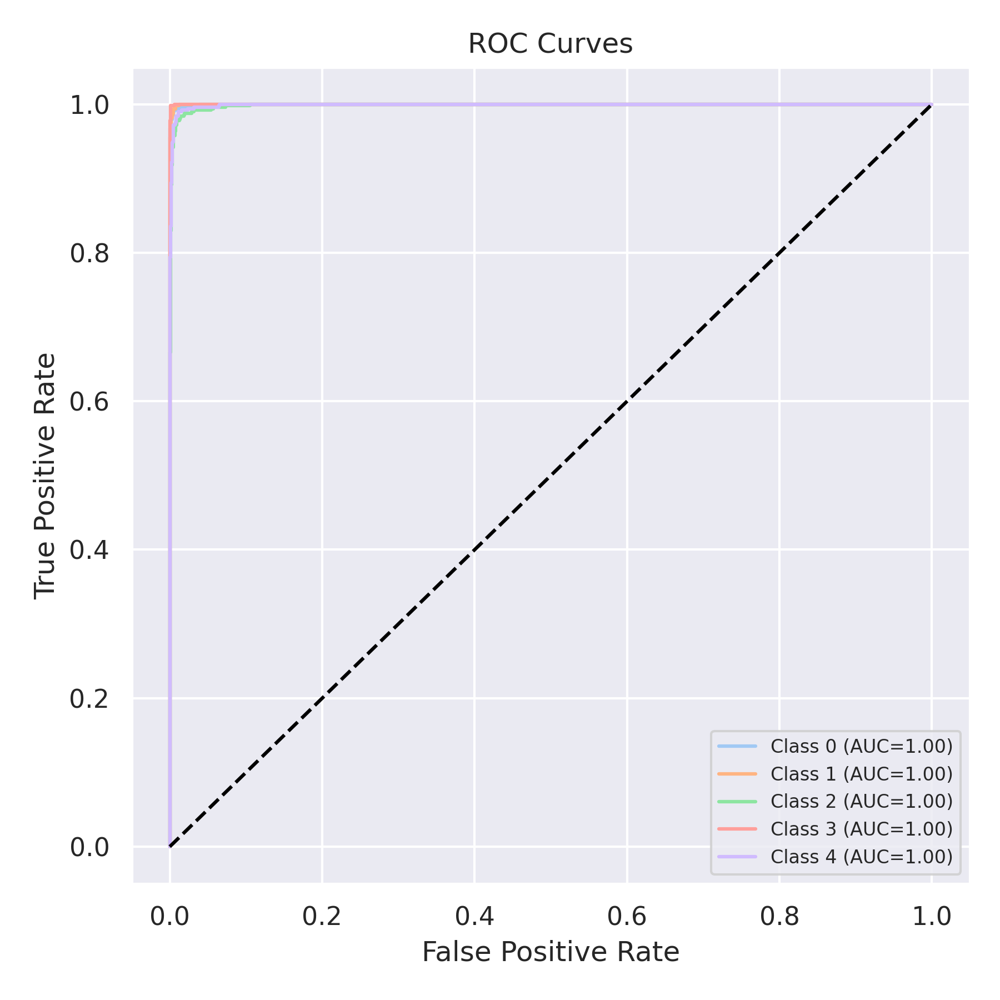 ROC Curves
1.0
0.8
0.6
0.4
0.2
0.0
True Positive Rate
0.0 0.2 0.4 0.6 0.8 1.0
False Positive Rate
Class 0 (AUC=1.00)
Class 1 (AUC=1.00)
Class 2 (AUC=1.00)
Class 3 (AUC=1.00)
Class 4 (AUC=1.00)